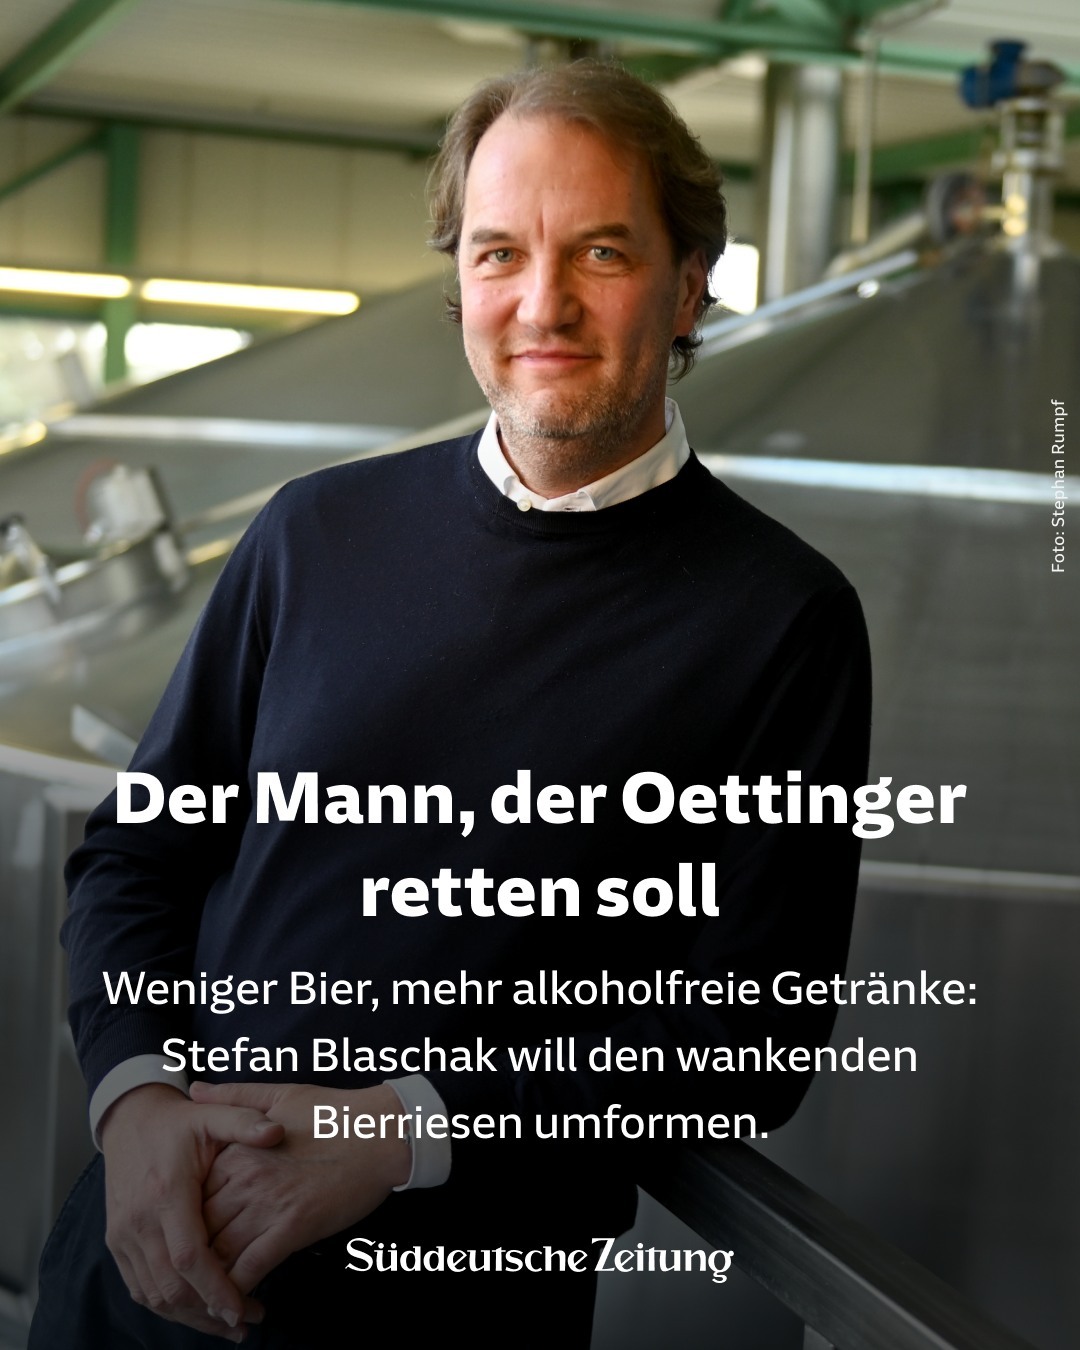 Foto: Stephan Rumpf
Der Mann, der Oettinger
retten soll
Weniger Bier, mehr alkoholfreie Getränke:
Stefan Blaschak will den wankenden
Bierriesen umformen.
Süddeutsche Zeitung